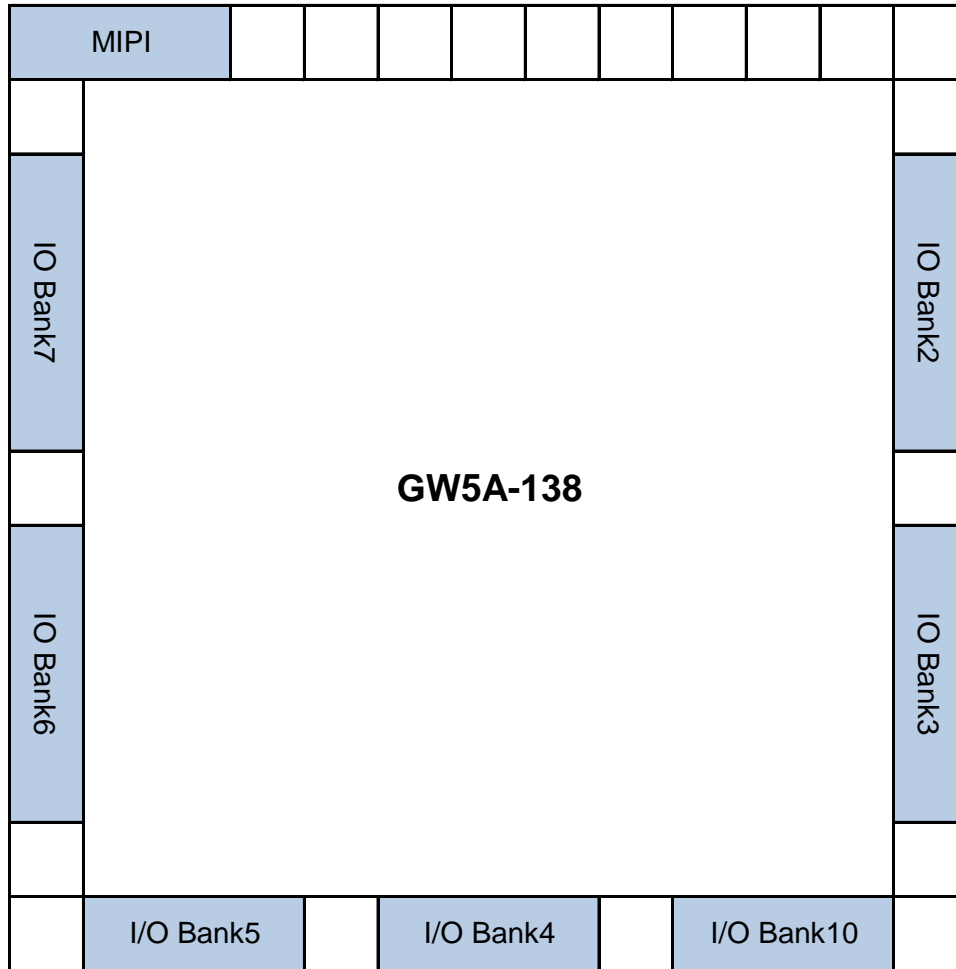 MIPI
IO Bank7
IO Bank2
GW5A-138
IO Bank6
IO Bank3
I/O Bank5
I/O Bank4
I/O Bank10